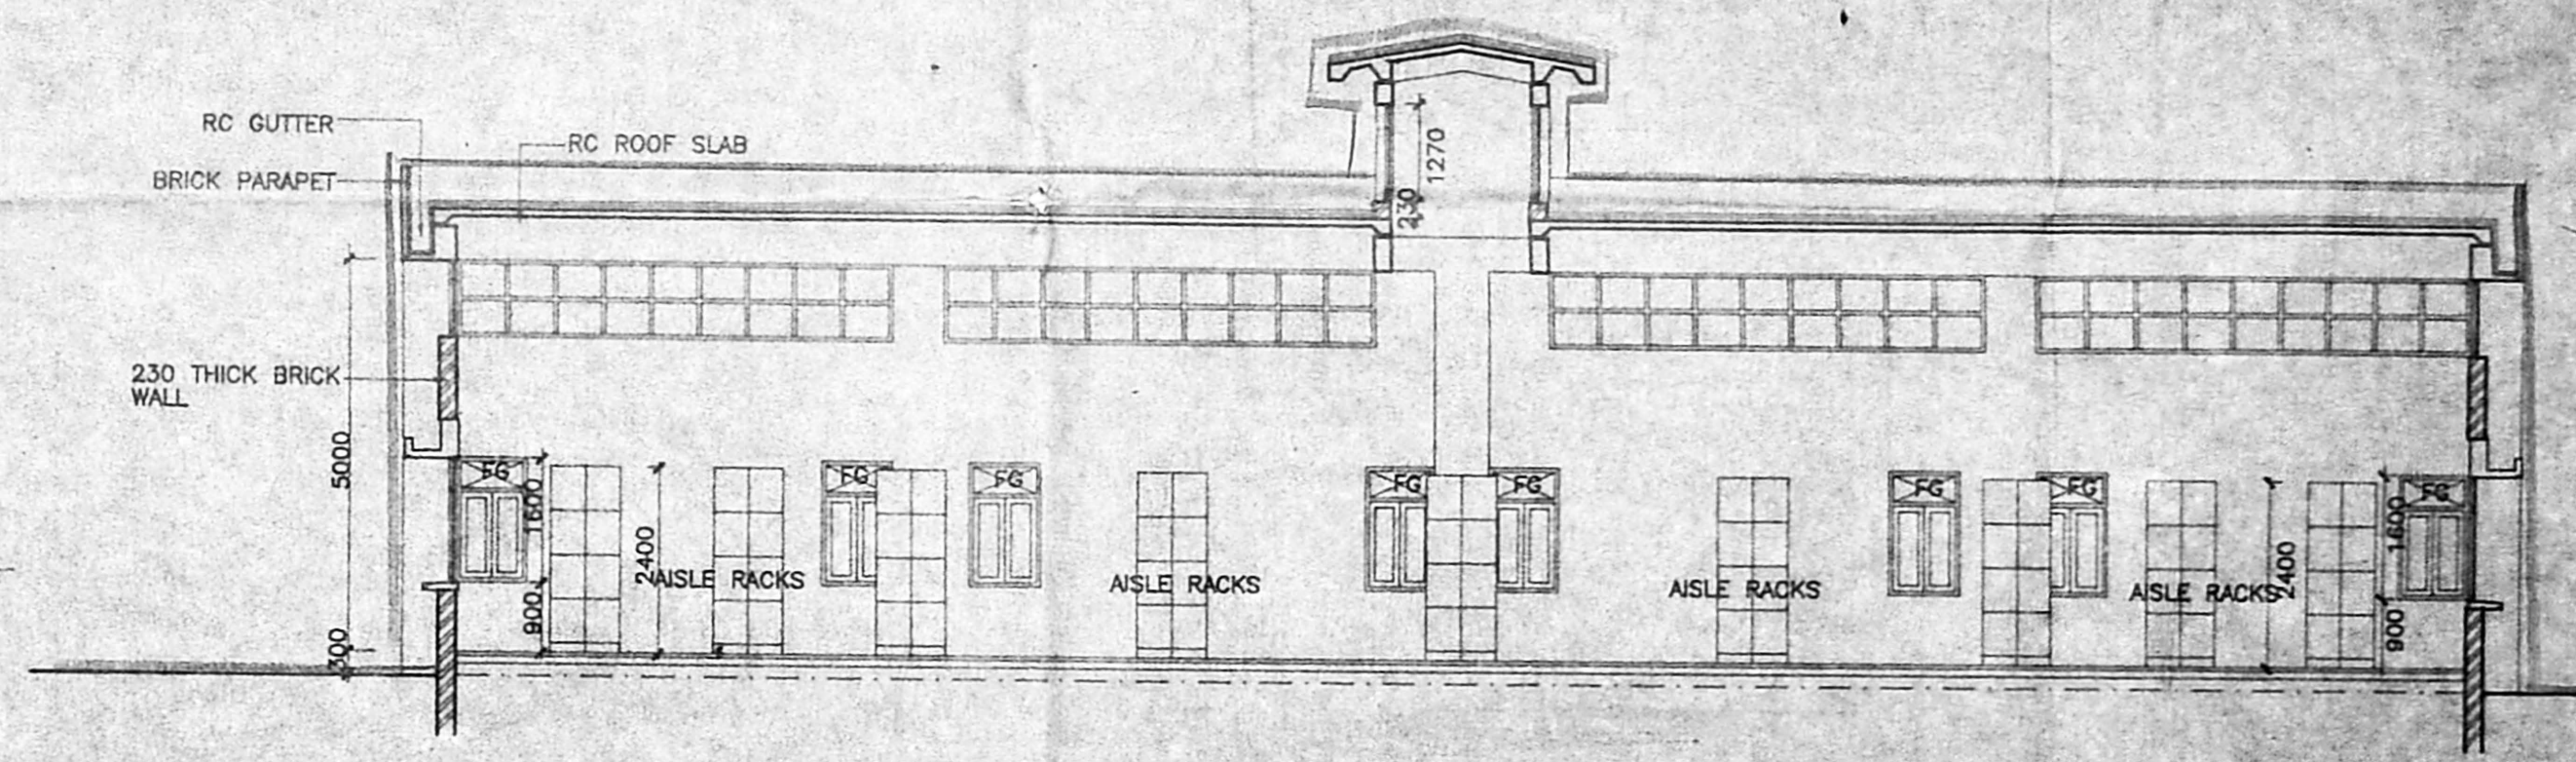 RC GUTTER
RC ROOF SLAB
BRICK PARAPET
1270
230
230 THICK BRICK
WALL
5000
300
FG
FG
FG
FG
FG
FG
FG
FG
1600
900
2400
AISLE RACKS
AISLE RACKS
AISLE RACKS
AISLE RACKS
2400
1600
900